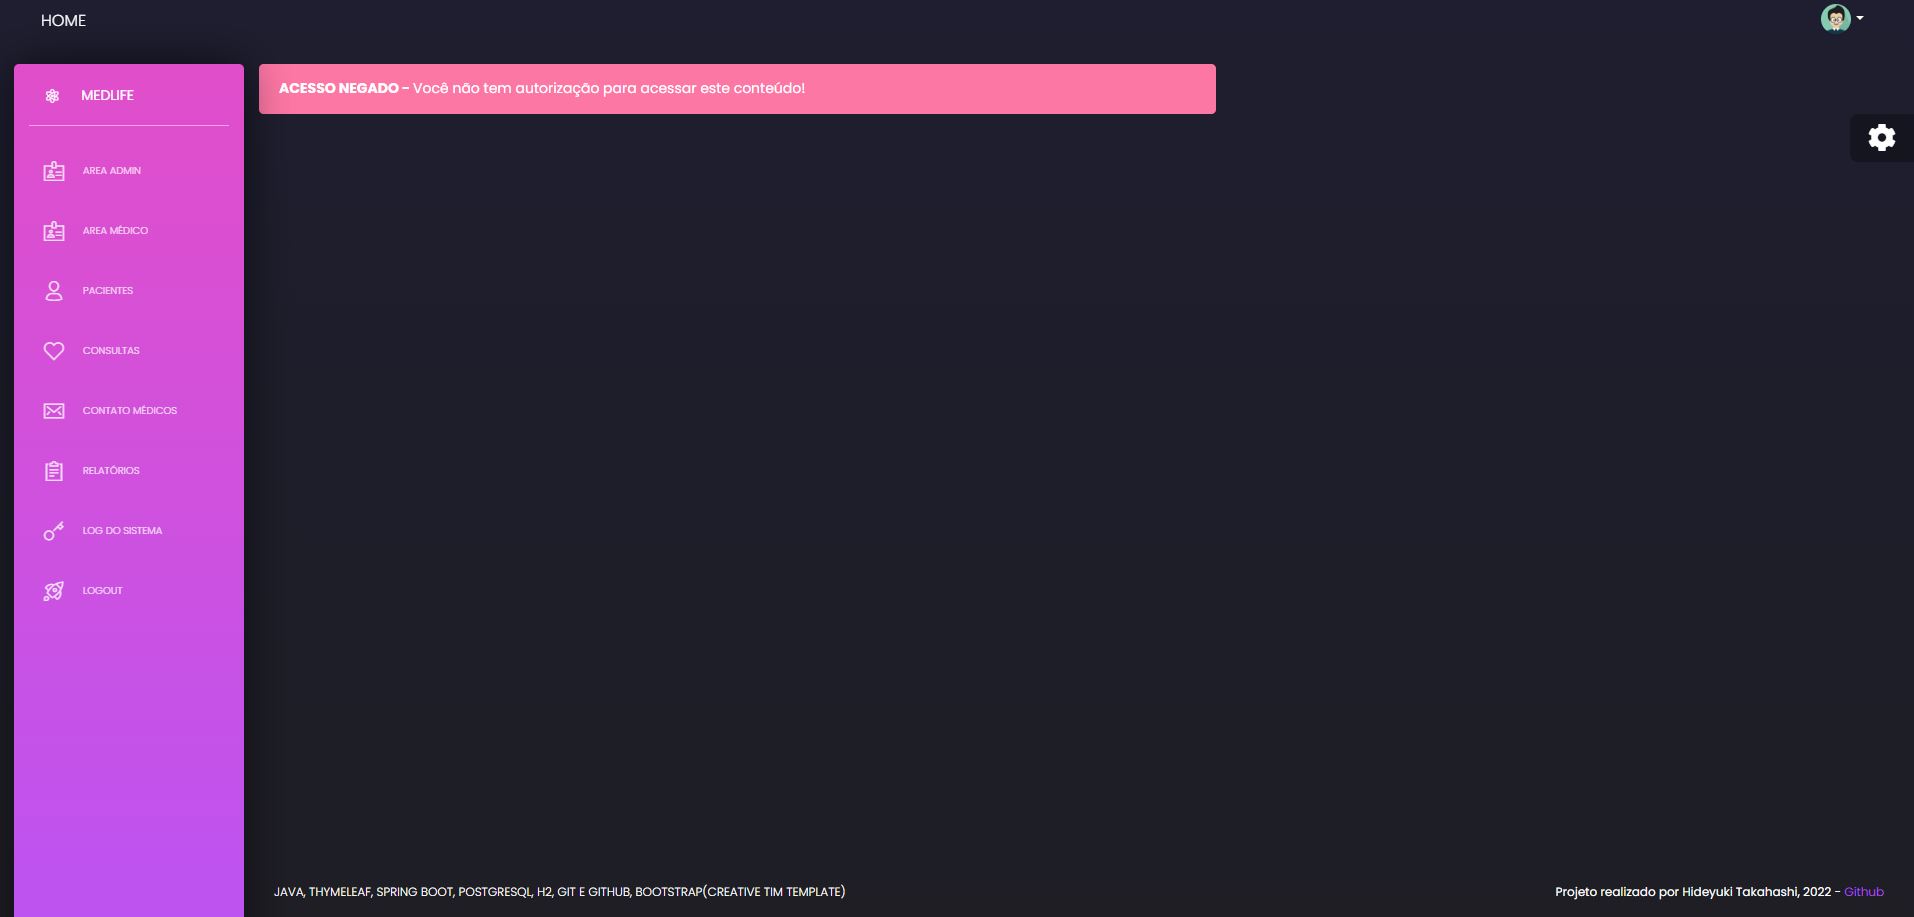 HOME
MEDLIFE
ACESSO NEGADO - Você não tem autorização para acessar este conteúdo!
AREA ADMIN
AREA MÉDICO
PACIENTES
CONSULTAS
CONTATO MÉDICOS
RELATÓRIOS
LOG DO SISTEMA
LOGOUT
JAVA, THYMELEAF, SPRING BOOT, POSTGRESQL, H2, GIT E GITHUB, BOOTSTRAP(CREATIVE TIM TEMPLATE)
Projeto realizado por Hideyuki Takahashi, 2022 - Github